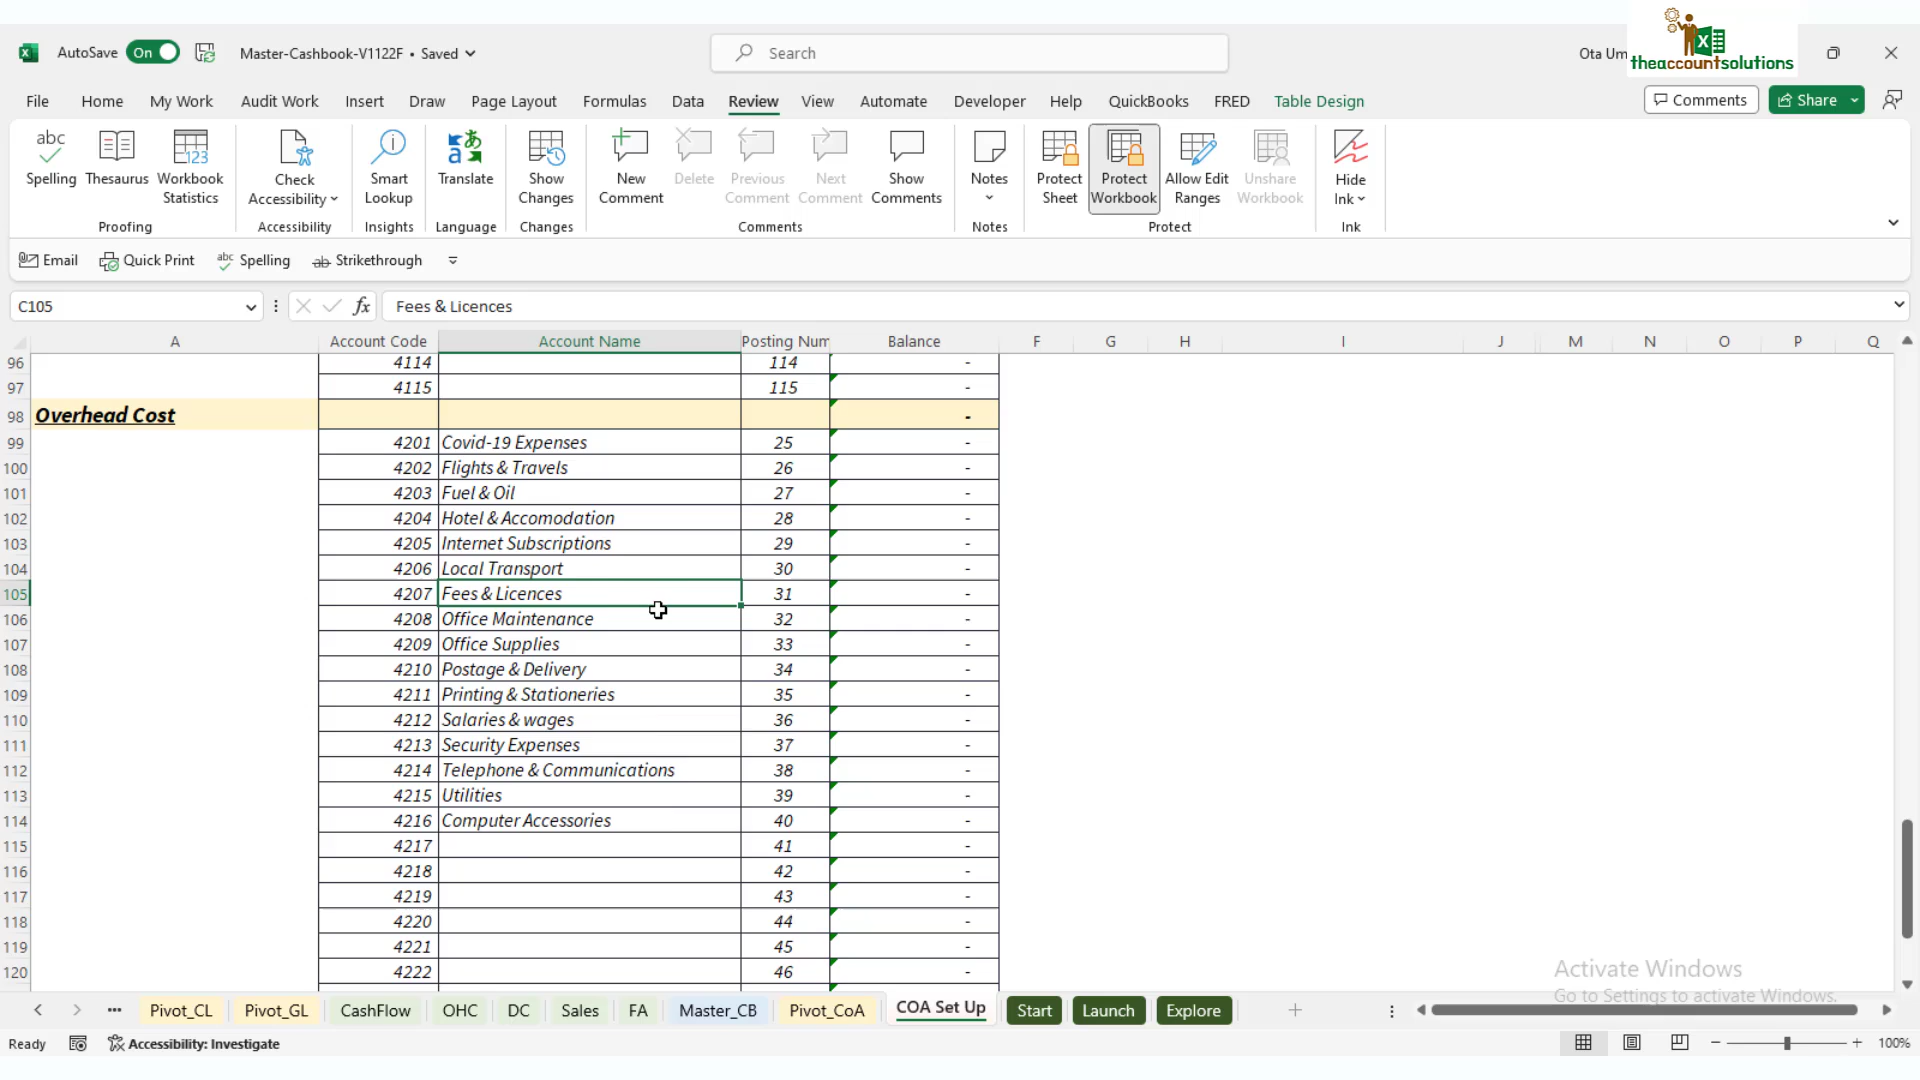 AutoSave On Master-Cashbook-V1122F • Saved Search Ota Um theaccountsolutions
File Home My Work Audit Work Insert Draw Page Layout Formulas Data Review View Automate Developer Help QuickBooks FRED Table Design Comments Share
abc Spelling Thesaurus 123 Workbook Statistics Check Accessibility Smart Lookup Translate Show Changes New Comment Delete Previous Comment Next Comment Show Comments Notes Protect Sheet Protect Workbook Allow Edit Ranges Unshare Workbook Hide Ink
Proofing Accessibility Insights Language Changes Comments Notes Protect Ink
Email Quick Print abc Spelling ab Strikethrough
C105 fx Fees & Licences
A Account Code Account Name Posting Num Balance F G H I J M N O P Q
96 4114 114 -
97 4115 115 -
98 Overhead Cost -
99 4201 Covid-19 Expenses 25 -
100 4202 Flights & Travels 26 -
101 4203 Fuel & Oil 27 -
102 4204 Hotel & Accomodation 28 -
103 4205 Internet Subscriptions 29 -
104 4206 Local Transport 30 -
105 4207 Fees & Licences 31 -
106 4208 Office Maintenance 32 -
107 4209 Office Supplies 33 -
108 4210 Postage & Delivery 34 -
109 4211 Printing & Stationeries 35 -
110 4212 Salaries & wages 36 -
111 4213 Security Expenses 37 -
112 4214 Telephone & Communications 38 -
113 4215 Utilities 39 -
114 4216 Computer Accessories 40 -
115 4217 41 -
116 4218 42 -
117 4219 43 -
118 4220 44 -
119 4221 45 -
120 4222 46 -
Activate Windows
Go to Settings to activate Windows.
Pivot_CL Pivot_GL CashFlow OHC DC Sales FA Master_CB Pivot_CoA COA Set Up Start Launch Explore
Ready Accessibility: Investigate 100%